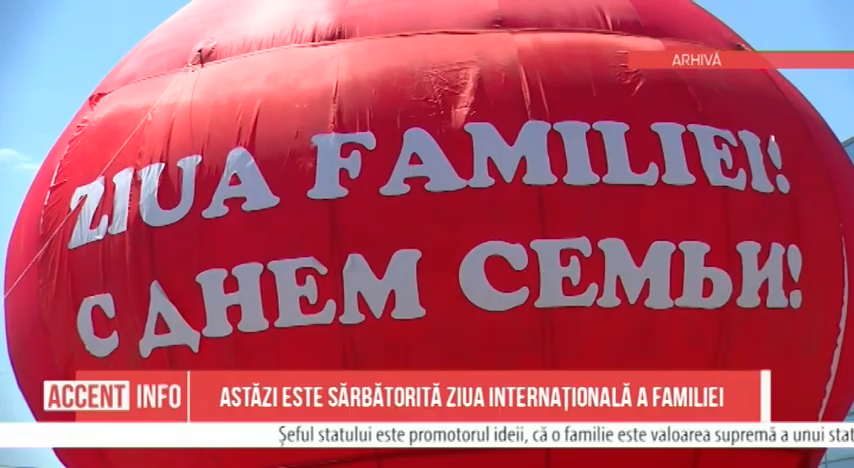 ARHIVĂ
ZIUA FAMILIEI!
С ДНЕМ СЕМЬИ!
ACCENT INFO
ASTĂZI ESTE SĂRBĂTORITĂ ZIUA INTERNAȚIONALĂ A FAMILIEI
Șeful statului este promotorul ideii, că o familie este valoarea supremă a unui stat